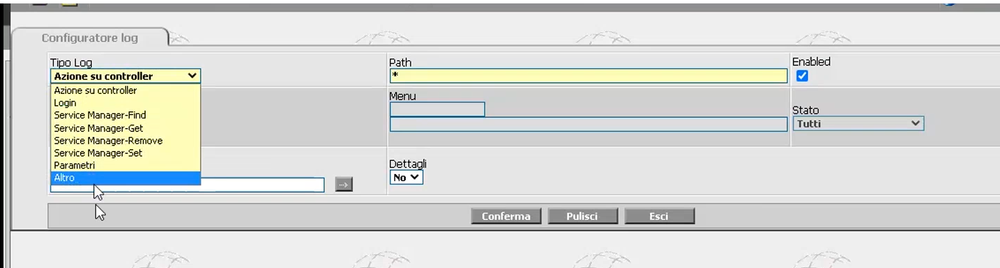 Configuratore log
Tipo Log
Azione su controller
Azione su controller
Login
Service Manager-Find
Service Manager-Get
Service Manager-Remove
Service Manager-Set
Parametri
Altro
Path
*
Enabled
Menu
Stato
Tutti
Dettagli
No
Conferma Pulisci Esci